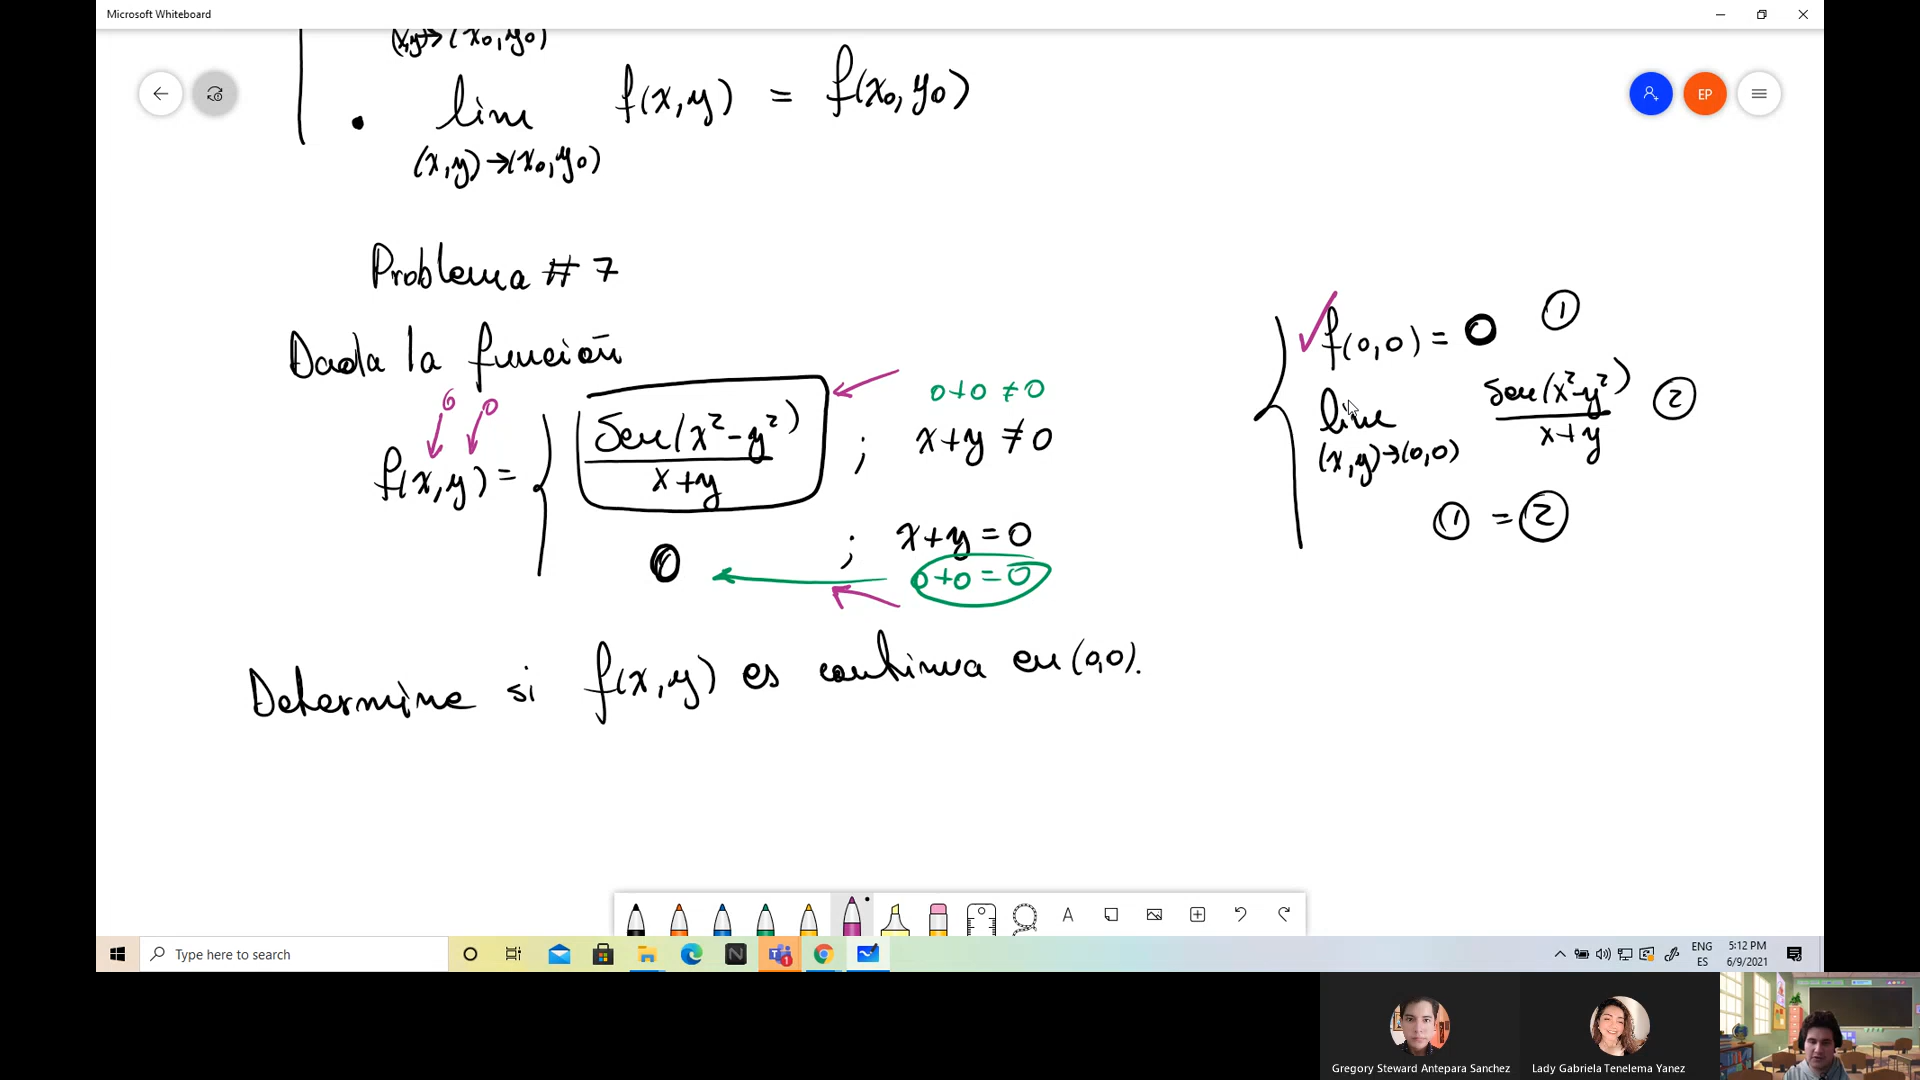 Microsoft Whiteboard
(x,y)→(x₀,y₀)
• lim f(x,y) = f(x₀,y₀)
(x,y)→(x₀,y₀)
EP
Problema # 7
Dada la función
0 0
f(x,y) =
Sen(x²-y²)
x+y
; x+y ≠ 0
0+0 ≠ 0
0 ; x+y = 0
0+0 = 0
Determine si f(x,y) es continua en (0,0).
✓ f(0,0) = 0 ①
lim Sen(x²-y²) ②
(x,y)→(0,0) x+y
① = ②
A
Type here to search
N
1
ENG
ES
5:12 PM
6/9/2021
Gregory Steward Antepara Sanchez
Lady Gabriela Tenelema Yanez